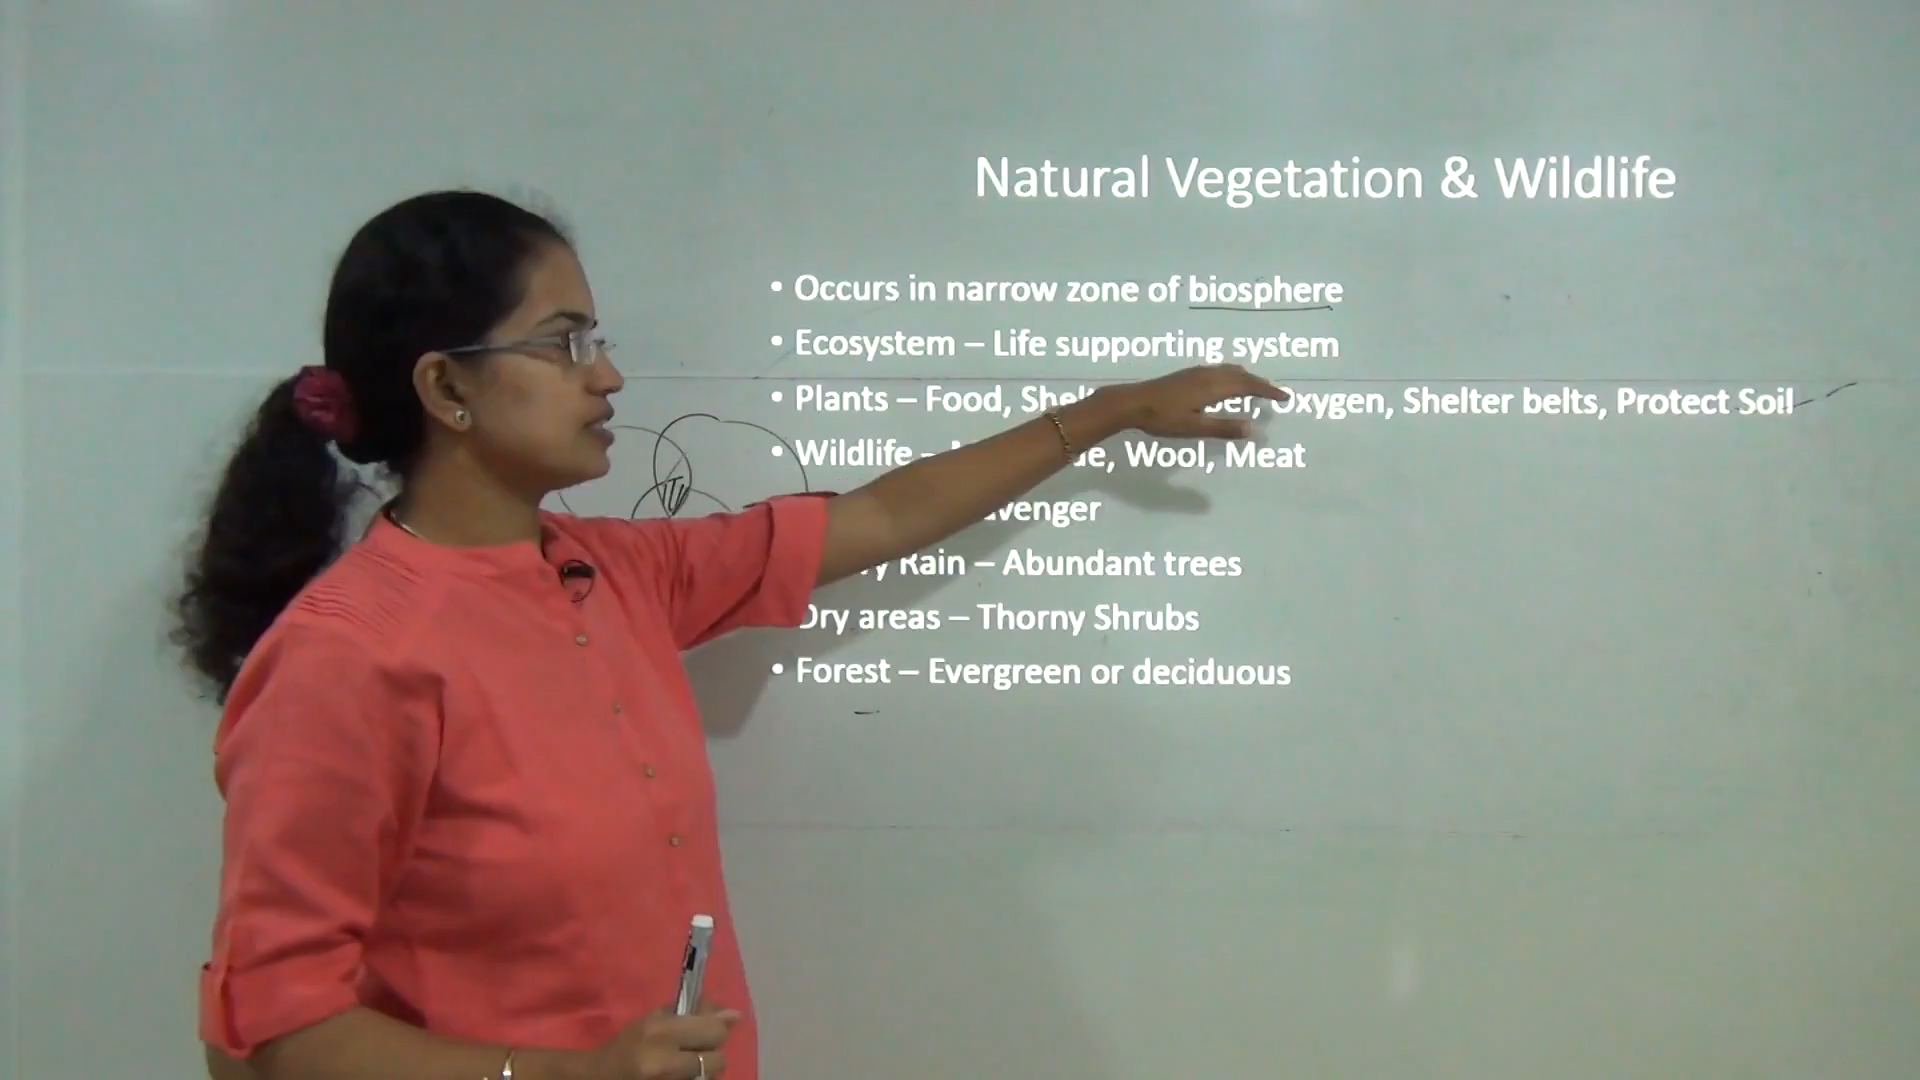 Natural Vegetation & Wildlife
• Occurs in narrow zone of biosphere
• Ecosystem – Life supporting system
• Plants – Food, Oxygen, Shelter belts, Protect Soil
• Wildlife – Wool, Meat
• Rain – Abundant trees
Dry areas – Thorny Shrubs
• Forest – Evergreen or deciduous